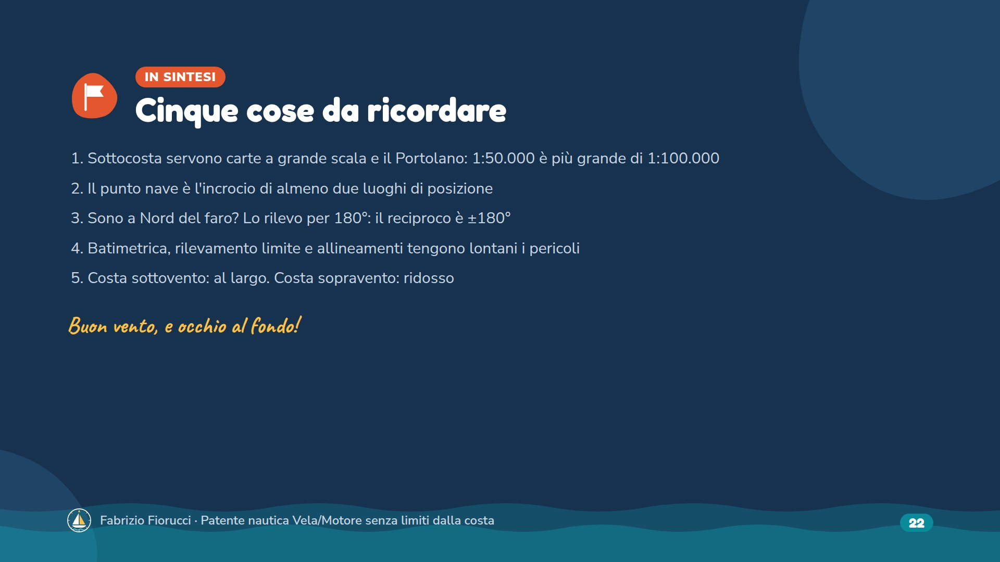 IN SINTESI
Cinque cose da ricordare
1. Sottocosta servono carte a grande scala e il Portolano: 1:50.000 è più grande di 1:100.000
2. Il punto nave è l'incrocio di almeno due luoghi di posizione
3. Sono a Nord del faro? Lo rilevo per 180°: il reciproco è ±180°
4. Batimetrica, rilevamento limite e allineamenti tengono lontani i pericoli
5. Costa sottovento: al largo. Costa sopravento: ridosso
Buon vento, e occhio al fondo!
Fabrizio Fiorucci · Patente nautica Vela/Motore senza limiti dalla costa
22